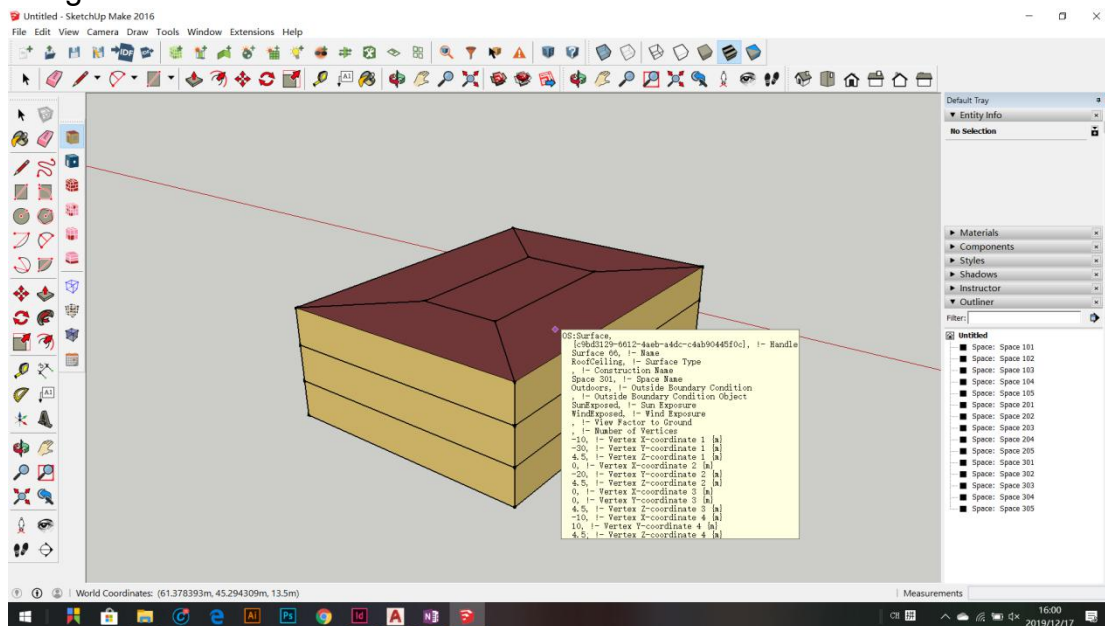 Untitled - SketchUp Make 2016
File Edit View Camera Draw Tools Window Extensions Help
Default Tray
▼ Entity Info
No Selection
► Materials
► Components
► Styles
► Shadows
► Instructor
▼ Outliner
Filter:
Untitled
Space: Space 101
Space: Space 102
Space: Space 103
Space: Space 104
Space: Space 105
Space: Space 201
Space: Space 202
Space: Space 203
Space: Space 204
Space: Space 205
Space: Space 301
Space: Space 302
Space: Space 303
Space: Space 304
Space: Space 305
OS:Surface,
{c9bd3129-6612-4aeb-a4dc-c4ab90445f0c}, !- Handle
Surface 66, !- Name
RoofCeiling, !- Surface Type
, !- Construction Name
Space 301, !- Space Name
Outdoors, !- Outside Boundary Condition
, !- Outside Boundary Condition Object
SunExposed, !- Sun Exposure
WindExposed, !- Wind Exposure
, !- View Factor to Ground
, !- Number of Vertices
-10, !- Vertex X-coordinate 1 {m}
-30, !- Vertex Y-coordinate 1 {m}
4.5, !- Vertex Z-coordinate 1 {m}
0, !- Vertex X-coordinate 2 {m}
-20, !- Vertex Y-coordinate 2 {m}
4.5, !- Vertex Z-coordinate 2 {m}
0, !- Vertex X-coordinate 3 {m}
0, !- Vertex Y-coordinate 3 {m}
4.5, !- Vertex Z-coordinate 3 {m}
-10, !- Vertex X-coordinate 4 {m}
10, !- Vertex Y-coordinate 4 {m}
4.5, !- Vertex Z-coordinate 4 {m}
World Coordinates: (61.378393m, 45.294309m, 13.5m)
Measurements
16:00
2019/12/17